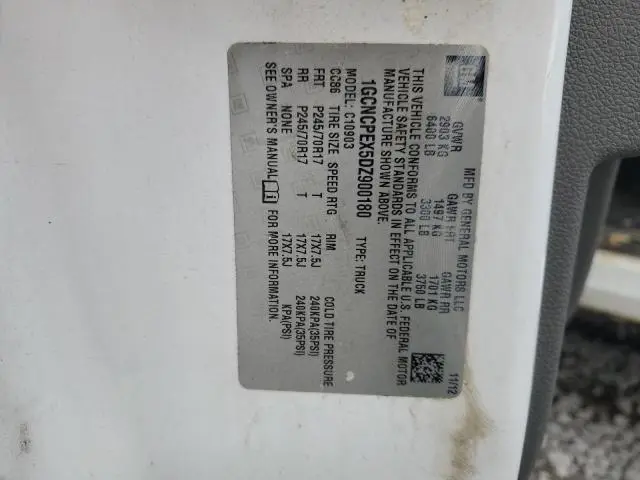 GM
MFD BY GENERAL MOTORS LLC
11/12
GVWR GAWR FRT GAWR RR
2903 KG 1497 KG 1701 KG
6400 LB 3300 LB 3750 LB
THIS VEHICLE CONFORMS TO ALL APPLICABLE U.S. FEDERAL MOTOR
VEHICLE SAFETY STANDARDS IN EFFECT ON THE DATE OF
MANUFACTURE SHOWN ABOVE.
1GCNCPEX5DZ900180 TYPE: TRUCK
MODEL: C10903
CC86 TIRE SIZE SPEED RTG RIM COLD TIRE PRESSURE
FRT P245/70R17 T 17X7.5J 240KPA(35PSI)
RR P245/70R17 T 17X7.5J 240KPA(35PSI)
SPA NONE KPA(PSI)
SEE OWNER'S MANUAL FOR MORE INFORMATION.